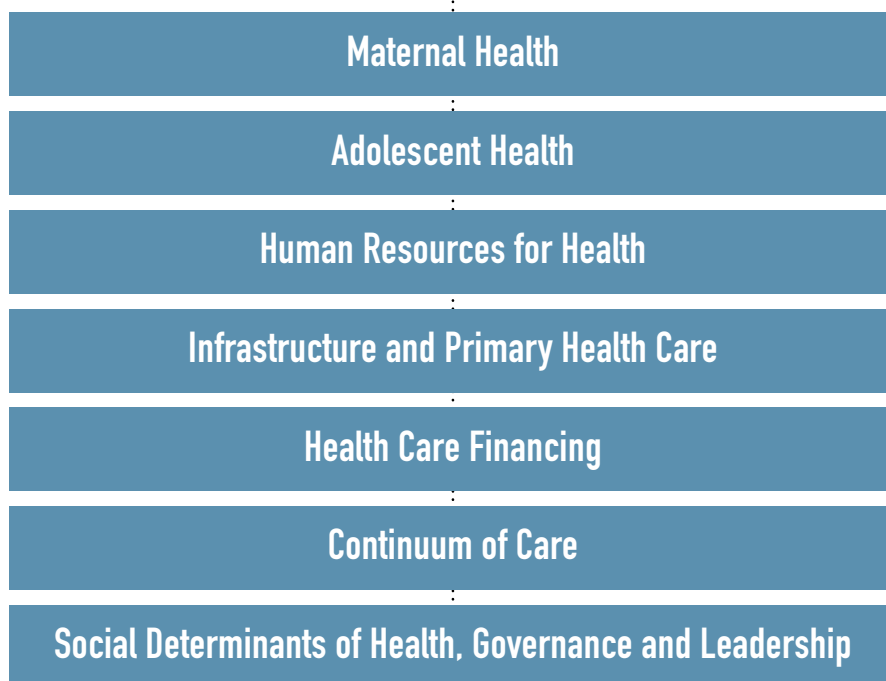 Maternal Health
Adolescent Health
Human Resources for Health
Infrastructure and Primary Health Care
Health Care Financing
Continuum of Care
Social Determinants of Health, Governance and Leadership